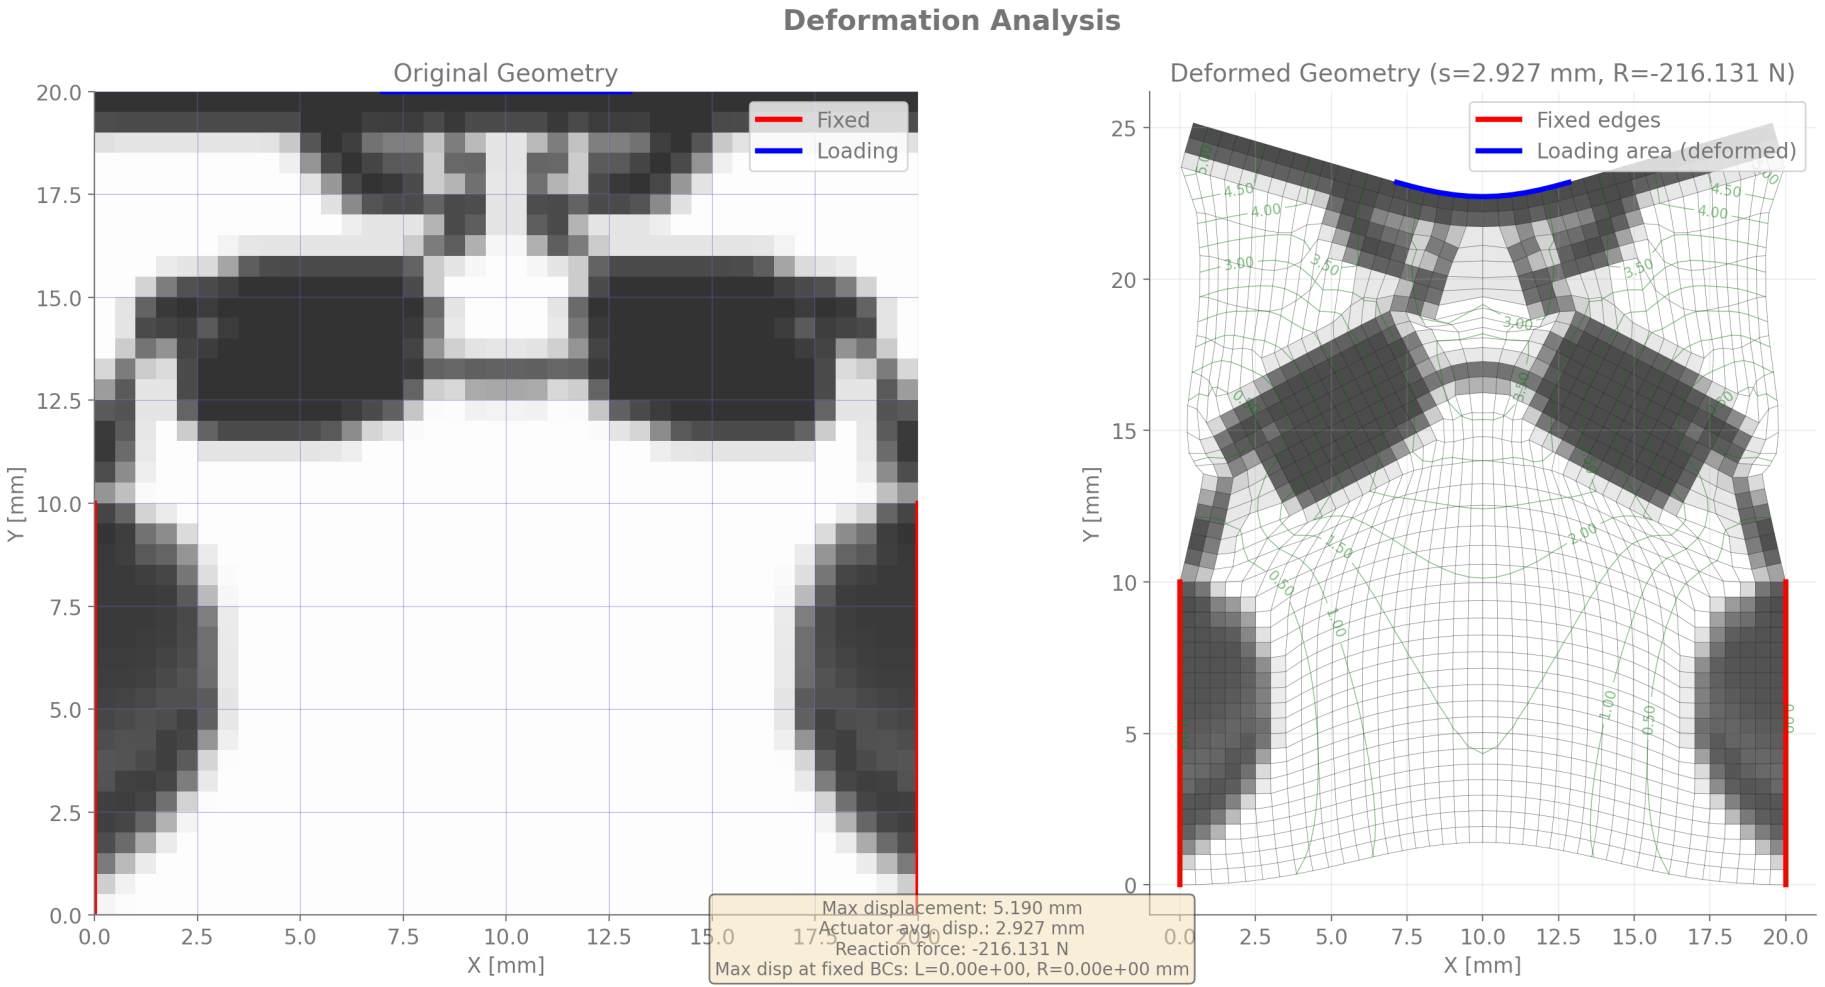 Deformation Analysis
Original Geometry
Fixed
Loading
20.0
17.5
15.0
12.5
10.0
7.5
5.0
2.5
0.0
Y [mm]
0.0 2.5 5.0 7.5 10.0 12.5 15.0 17.5 20.0
X [mm]
Deformed Geometry (s=2.927 mm, R=-216.131 N)
Fixed edges
Loading area (deformed)
25
20
15
10
5
0
Y [mm]
5.00
4.50
4.00
3.00
3.50
4.50
4.00
3.50
3.00
3.50
1.50
2.00
0.50
1.00
1.00
0.50
0.0 2.5 5.0 7.5 10.0 12.5 15.0 17.5 20.0
X [mm]
Max displacement: 5.190 mm
Actuator avg. disp.: 2.927 mm
Reaction force: -216.131 N
Max disp at fixed BCs: L=0.00e+00, R=0.00e+00 mm